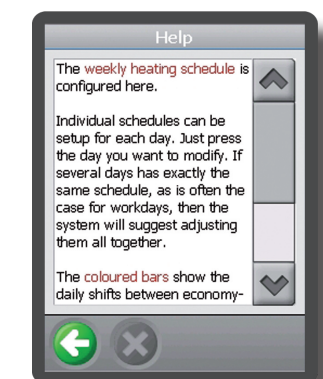 Help
The weekly heating schedule is
configured here.
Individual schedules can be
setup for each day. Just press
the day you want to modify. If
several days has exactly the
same schedule, as is often the
case for workdays, then the
system will suggest adjusting
them all together.
The coloured bars show the
daily shifts between economy-